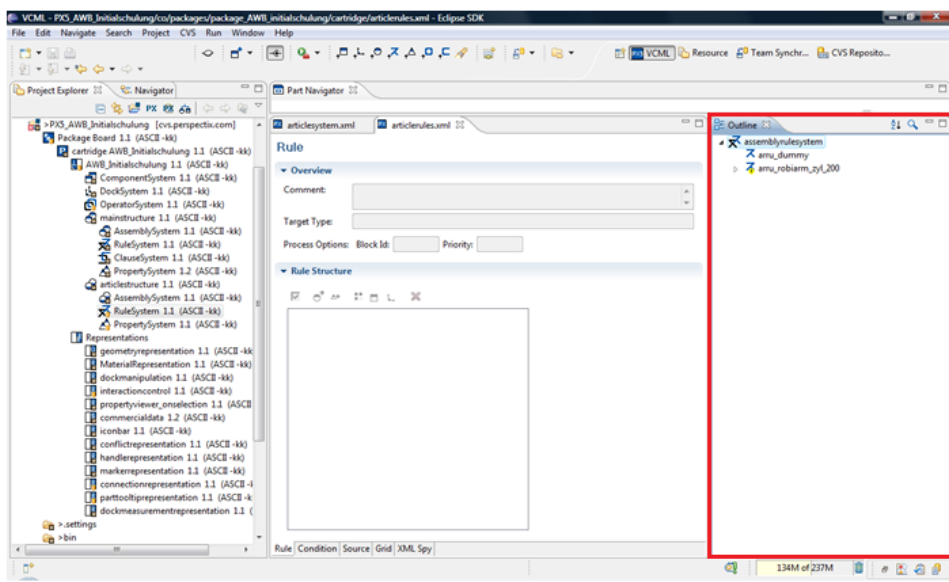 VCML - PX5_AWB_Initialschulung/co/packages/package_AWB_initialschulung/cartridge/articlerules.xml - Eclipse SDK
File Edit Navigate Search Project CVS Run Window Help
VCML Resource Team Synchr... CVS Reposito...
Project Explorer Navigator
PX
>PX5_AWB_Initialschulung [cvs.perspectix.com]
Package Board 1.1 (ASCII -kk)
cartridge AWB_Initialschulung 1.1 (ASCII -kk)
AWB_Initialschulung 1.1 (ASCII -kk)
ComponentSystem 1.1 (ASCII -kk)
DockSystem 1.1 (ASCII -kk)
OperatorSystem 1.1 (ASCII -kk)
mainstructure 1.1 (ASCII -kk)
AssemblySystem 1.1 (ASCII -kk)
RuleSystem 1.1 (ASCII -kk)
ClauseSystem 1.1 (ASCII -kk)
PropertySystem 1.2 (ASCII -kk)
articlestructure 1.1 (ASCII -kk)
AssemblySystem 1.1 (ASCII -kk)
RuleSystem 1.1 (ASCII -kk)
PropertySystem 1.1 (ASCII -kk)
Representations
geometryrepresentation 1.1 (ASCII -kk
MaterialRepresentation 1.1 (ASCII -kk)
dockmanipulation 1.1 (ASCII -kk)
interactioncontrol 1.1 (ASCII -kk)
propertyviewer_onselection 1.1 (ASCII
commercialdata 1.2 (ASCII -kk)
iconbar 1.1 (ASCII -kk)
conflictrepresentation 1.1 (ASCII -kk)
handlerepresentation 1.1 (ASCII -kk)
markerrepresentation 1.1 (ASCII -kk)
connectionrepresentation 1.1 (ASCII -k
parttooltiprepresentation 1.1 (ASCII -k
dockmeasurementrepresentation 1.1 (
>.settings
>bin
Part Navigator
articlesystem.xml articlerules.xml
Rule
Overview
Comment:
Target Type:
Process Options: Block Id: Priority:
Rule Structure
Rule Condition Source Grid XML Spy
Outline
assemblyrulesystem
arru_dummy
arru_robiarm_zyl_200
134M of 237M